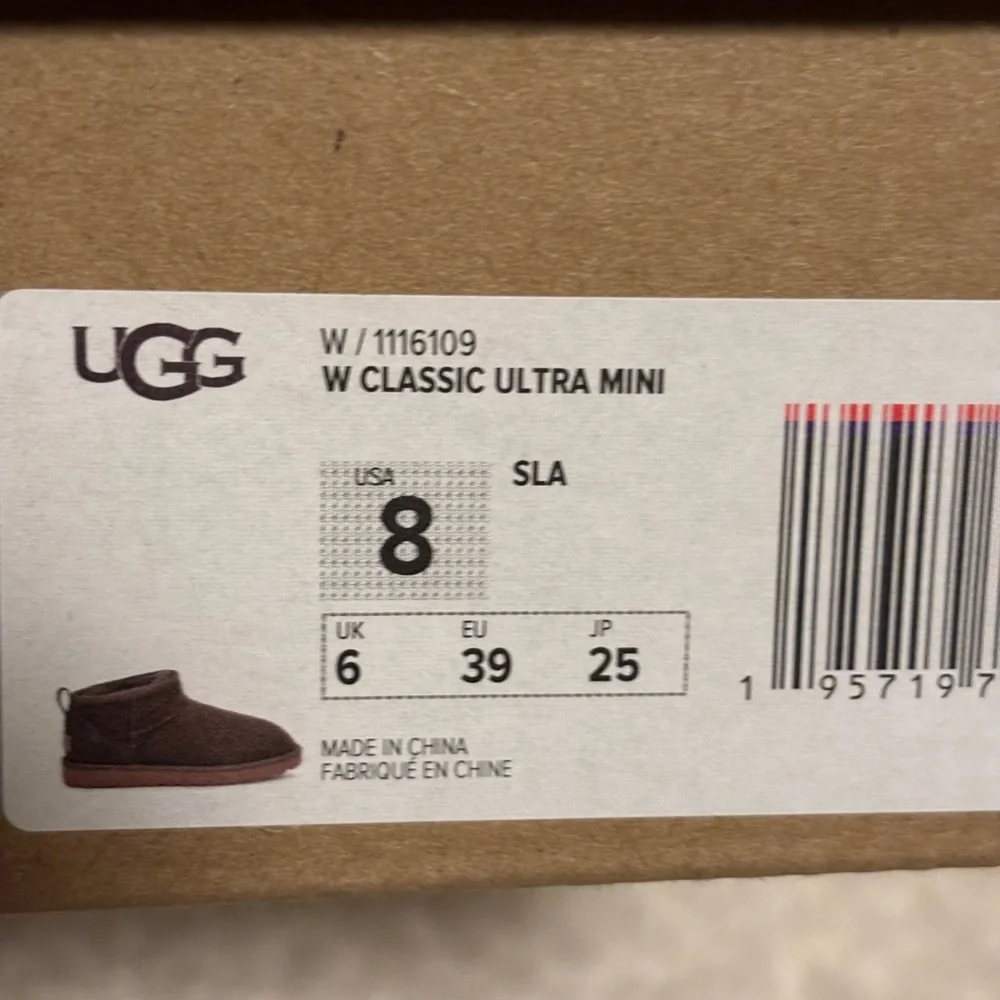 UGG
W / 1116109
W CLASSIC ULTRA MINI
USA
8
SLA
UK EU JP
6 39 25
MADE IN CHINA
FABRIQUÉ EN CHINE
1 95719 7